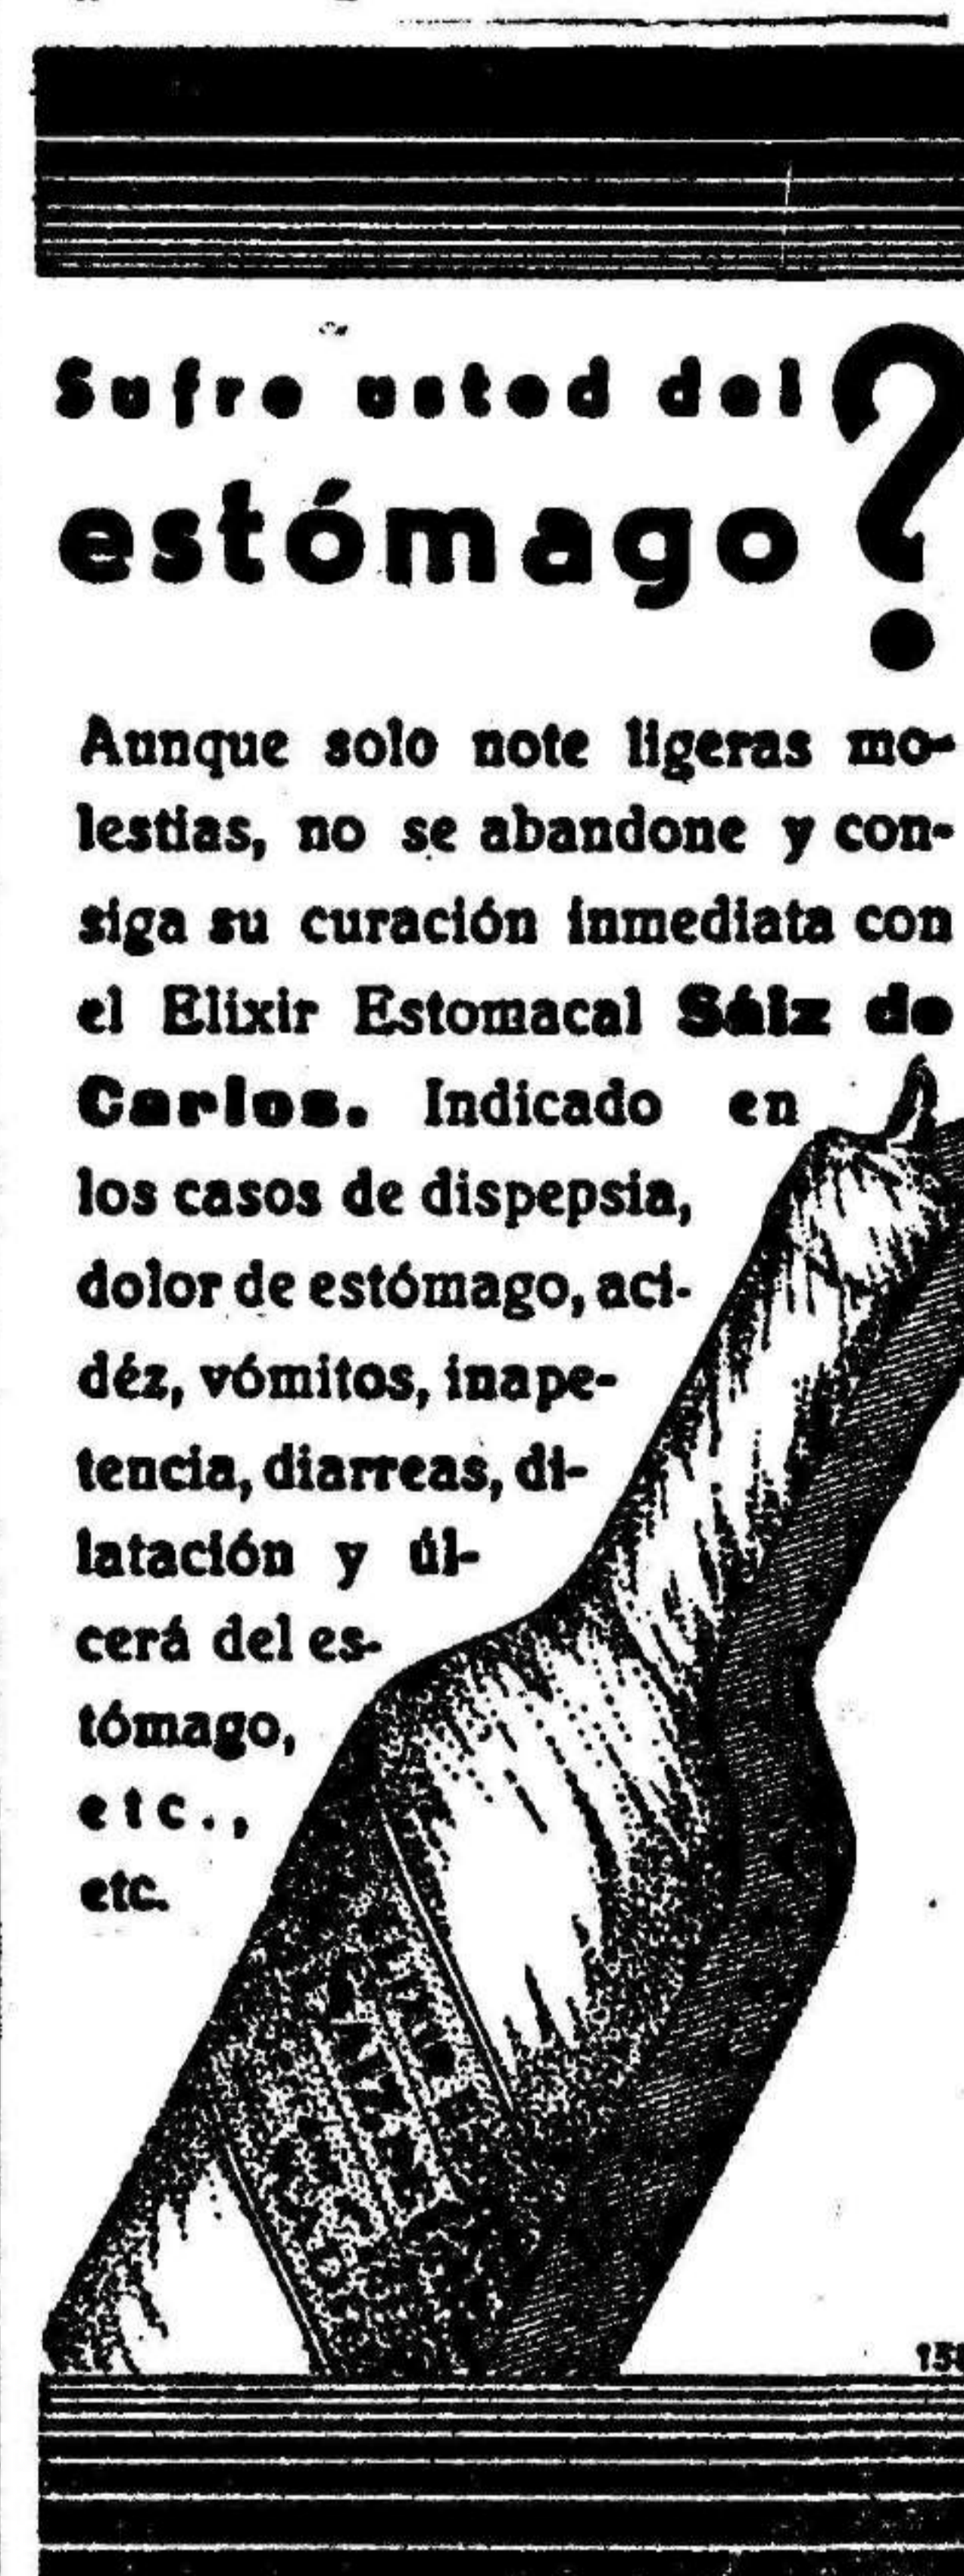 Sufre usted del
estómago?
Aunque solo note ligeras mo-
lestias, no se abandone y con-
siga su curación inmediata con
el Elixir Estomacal Sáiz de
Carlos. Indicado en
los casos de dispepsia,
dolor de estómago, aci-
déz, vómitos, inape-
tencia, diarreas, di-
latación y úl-
cerá del es-
tómago,
etc.,
etc.